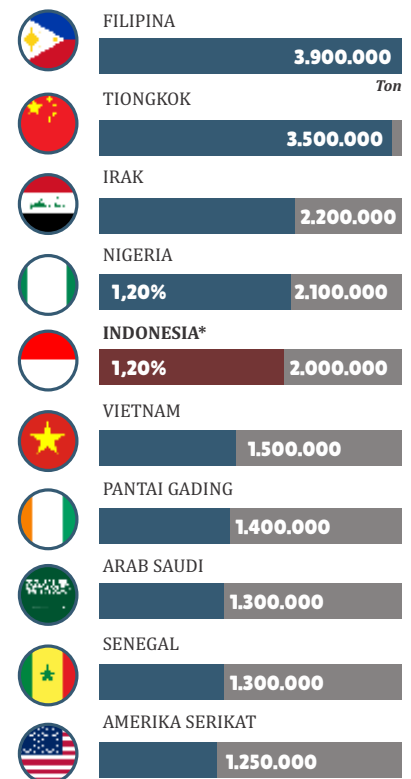 FILIPINA
3.900.000
Ton
TIONGKOK
3.500.000
IRAK
2.200.000
NIGERIA
1,20% 2.100.000
INDONESIA*
1,20% 2.000.000
VIETNAM
1.500.000
PANTAI GADING
1.400.000
ARAB SAUDI
1.300.000
SENEGAL
1.300.000
AMERIKA SERIKAT
1.250.000